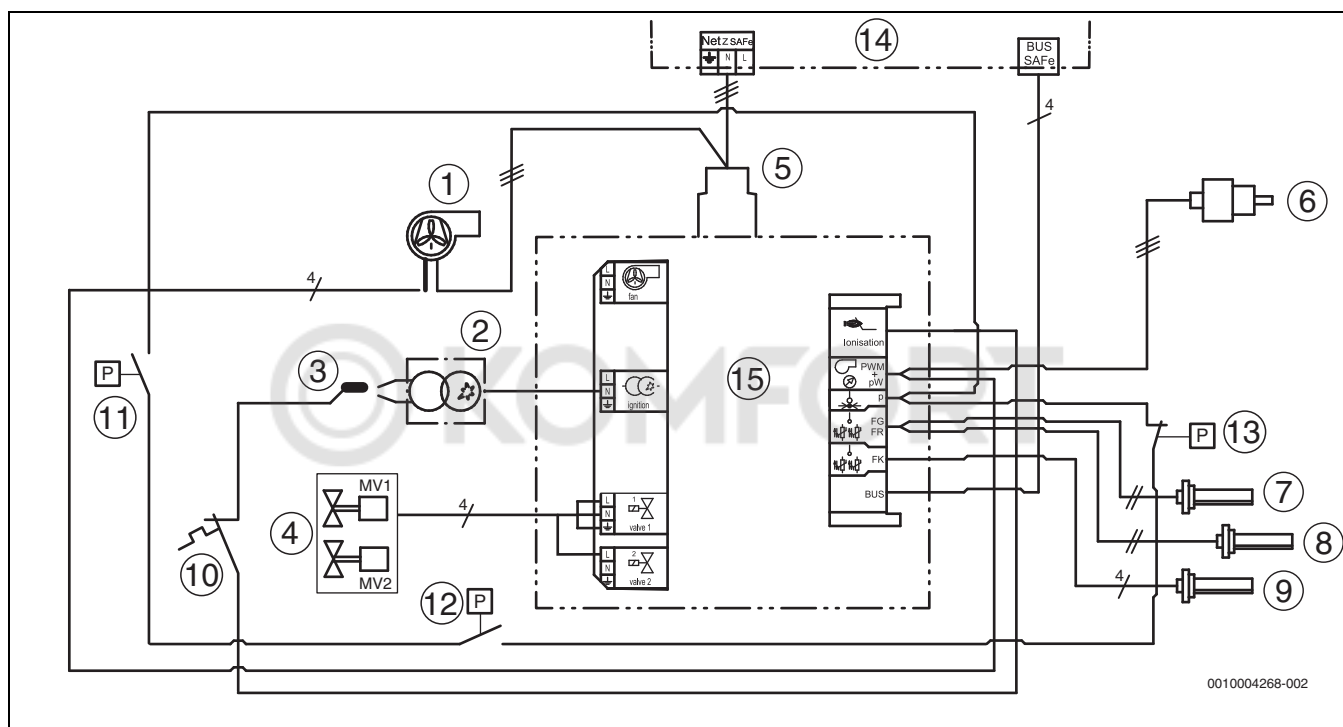 Netz SAFe
N L
14
BUS
SAFe
4
5
1
6
4
L
N
fan
2
3
P
11
L
N
ignition
15
Ionisation
PWM
+
pW
p
FG
FR
FK
BUS
13
P
7
8
9
4
MV1
MV2
4
4
1
L
N
valve 1
2
L
N
valve 2
10
12
P
© KOMFORT
0010004268-002